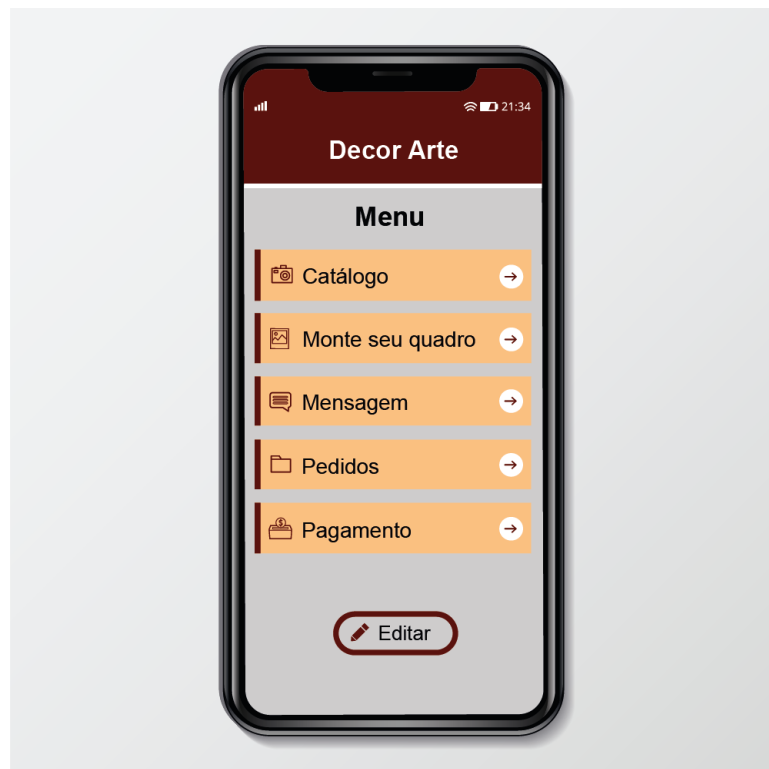 21:34
Decor Arte
Menu
Catálogo
Monte seu quadro
Mensagem
Pedidos
Pagamento
Editar